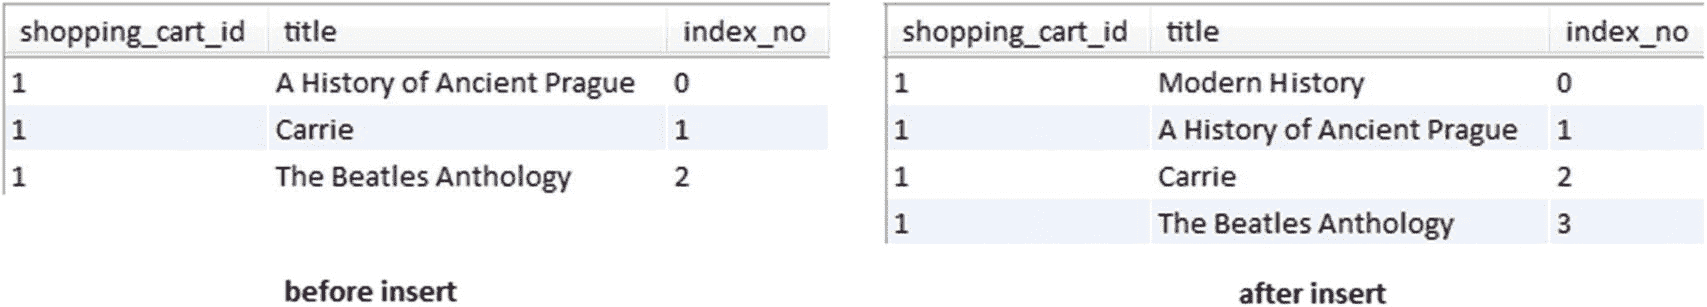 shopping_cart_id title index_no
1 A History of Ancient Prague 0
1 Carrie 1
1 The Beatles Anthology 2
before insert
shopping_cart_id title index_no
1 Modern History 0
1 A History of Ancient Prague 1
1 Carrie 2
1 The Beatles Anthology 3
after insert